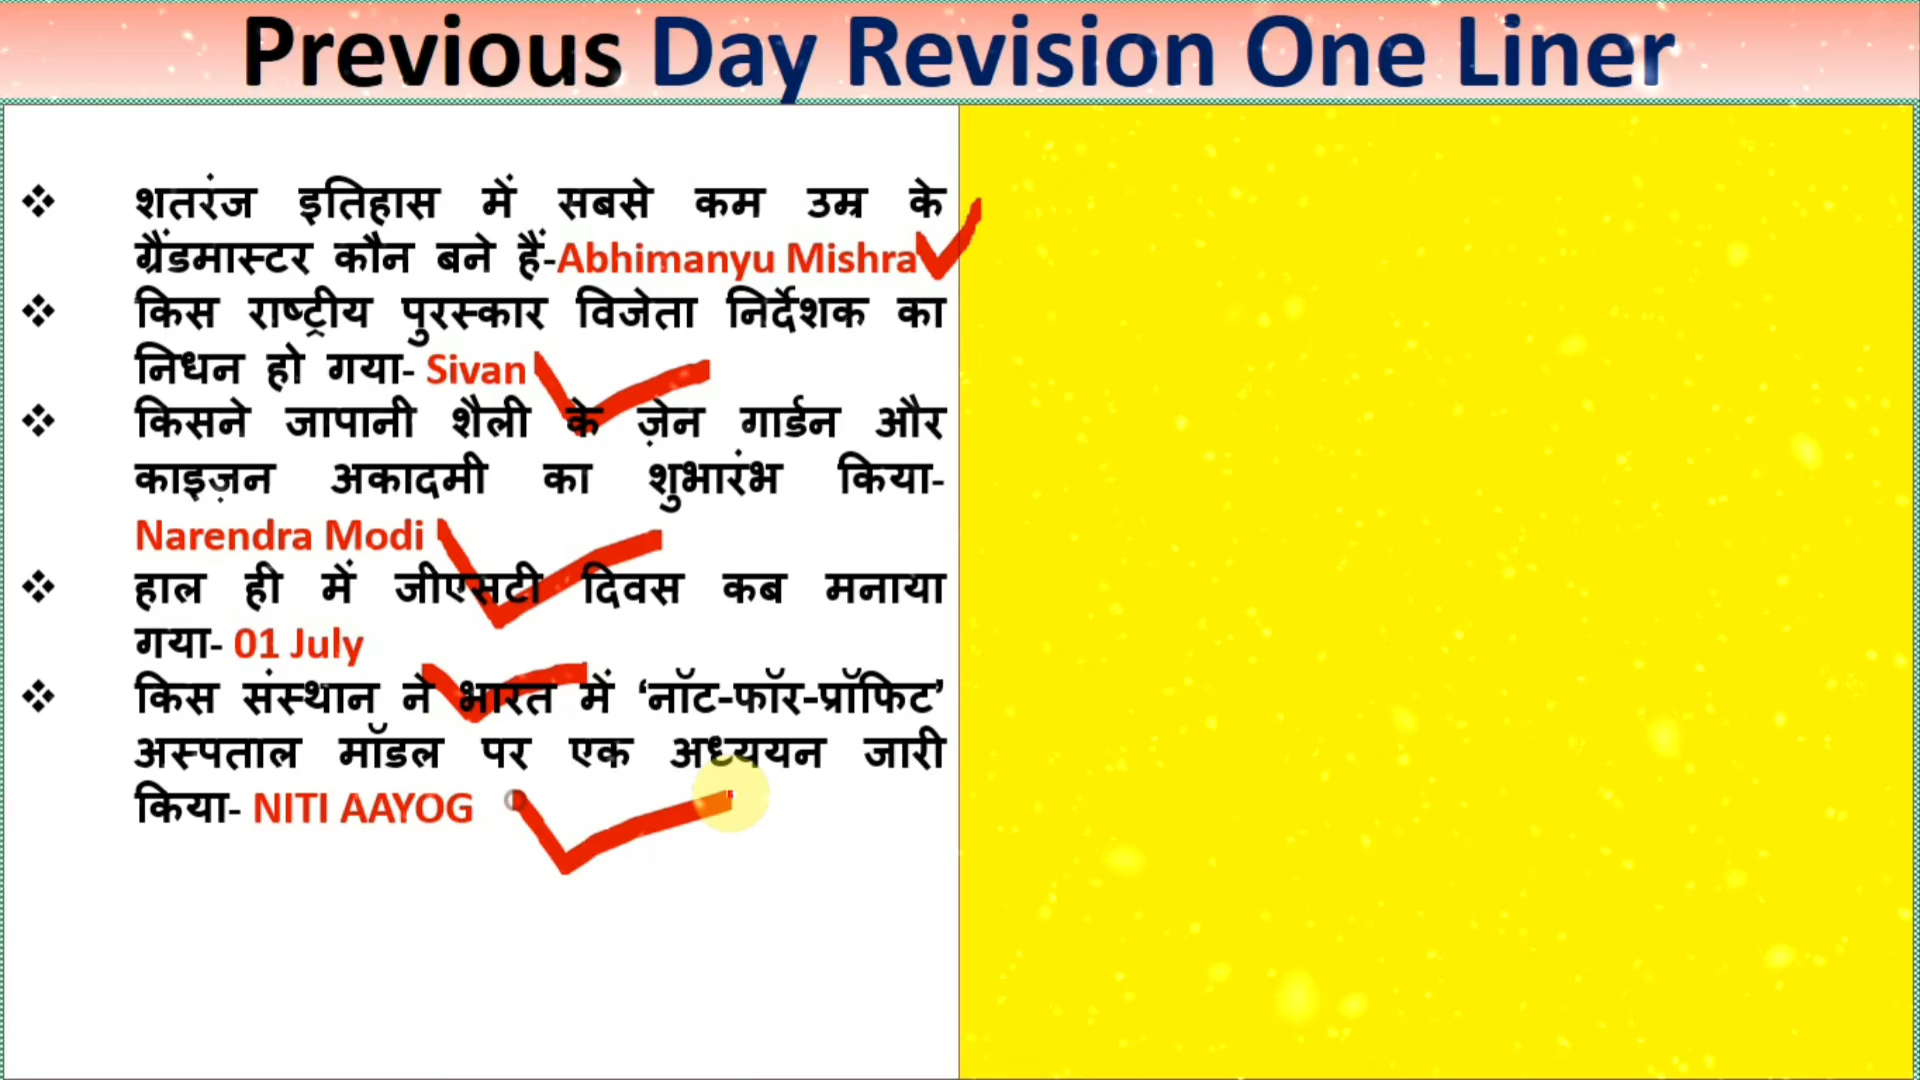 Previous Day Revision One Liner
❖ शतरंज इतिहास में सबसे कम उम्र के
ग्रैंडमास्टर कौन बने हैं-Abhimanyu Mishra
❖ किस राष्ट्रीय पुरस्कार विजेता निर्देशक का
निधन हो गया- Sivan
❖ किसने जापानी शैली के ज़ेन गार्डन और
काइज़न अकादमी का शुभारंभ किया-
Narendra Modi
❖ हाल ही में जीएसटी दिवस कब मनाया
गया- 01 July
❖ किस संस्थान ने भारत में ‘नॉट-फॉर-प्रॉफिट’
अस्पताल मॉडल पर एक अध्ययन जारी
किया- NITI AAYOG